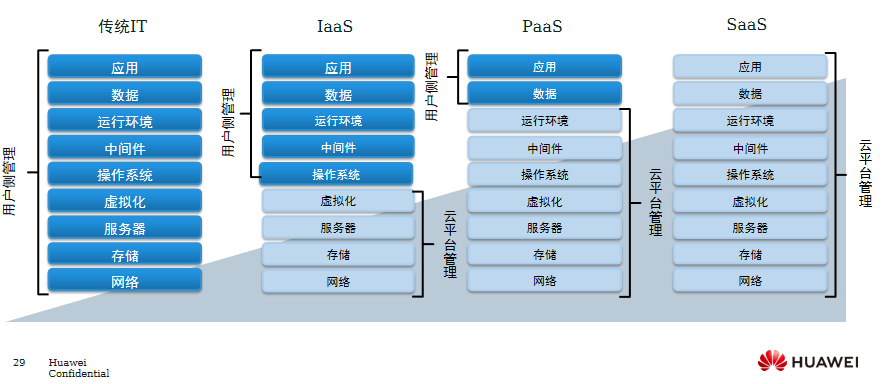 传统IT
IaaS
PaaS
SaaS
用户侧管理
应用
数据
运行环境
中间件
操作系统
虚拟化
服务器
存储
网络
用户侧管理
应用
数据
运行环境
中间件
操作系统
虚拟化
服务器
存储
网络
云平台管理
用户侧管理
应用
数据
运行环境
中间件
操作系统
虚拟化
服务器
存储
网络
云平台管理
应用
数据
运行环境
中间件
操作系统
虚拟化
服务器
存储
网络
云平台管理
29
Huawei
Confidential
HUAWEI